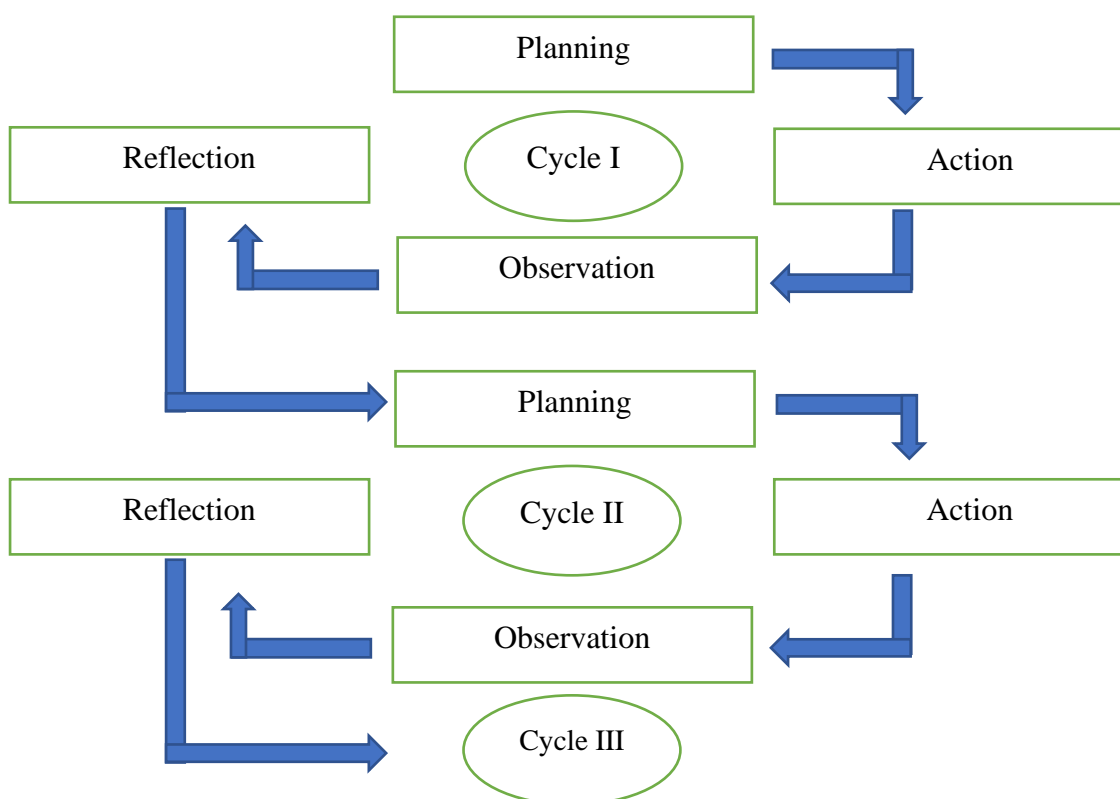 Planning
Reflection
Cycle I
Action
Observation
Planning
Reflection
Cycle II
Action
Observation
Cycle III